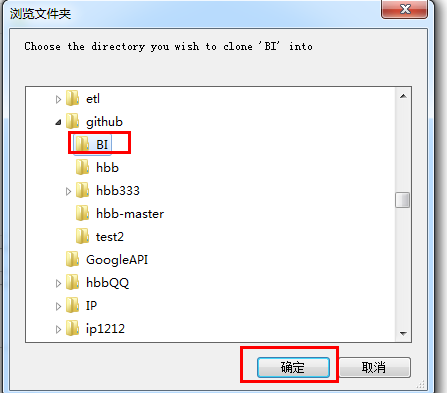 浏览文件夹
Choose the directory you wish to clone 'BI' into
etl
github
BI
hbb
hbb333
hbb-master
test2
GoogleAPI
hbbQQ
IP
ip1212
确定 取消